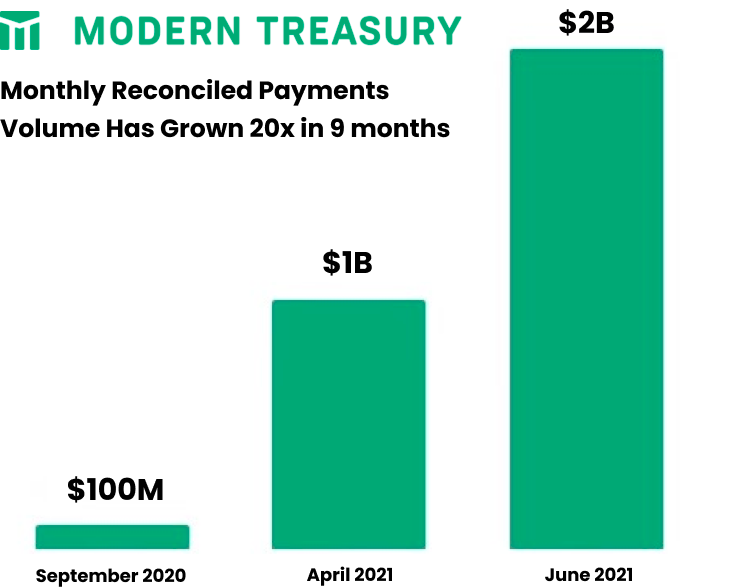 MODERN TREASURY
Monthly Reconciled Payments
Volume Has Grown 20x in 9 months
$2B
$1B
$100M
September 2020
April 2021
June 2021